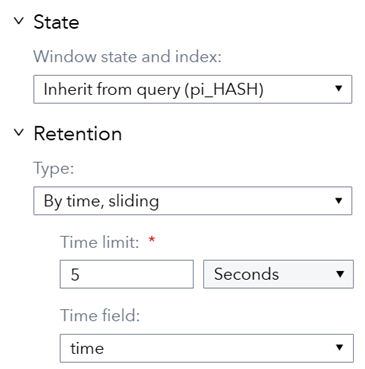 State
Window state and index:
Inherit from query (pi_HASH)
Retention
Type:
By time, sliding
Time limit: *
5 Seconds
Time field:
time